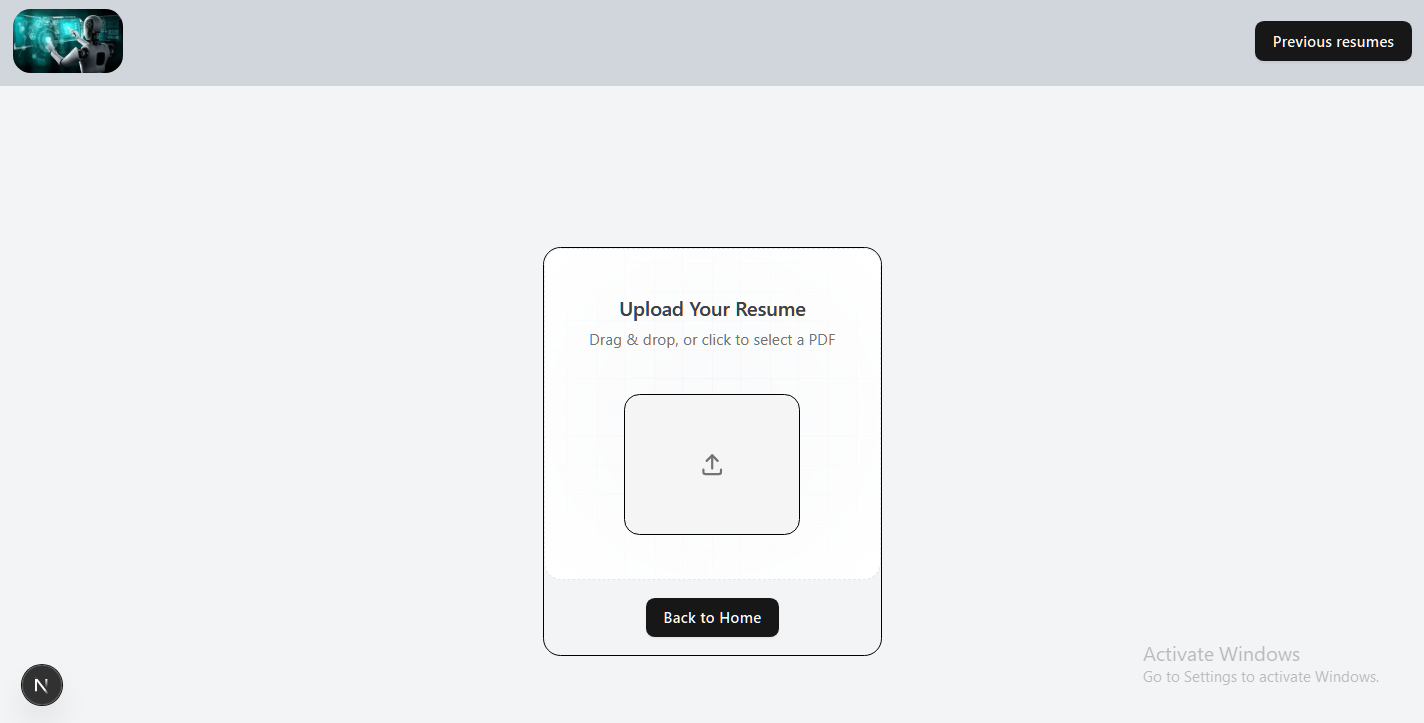 Previous resumes
Upload Your Resume
Drag & drop, or click to select a PDF
Back to Home
Activate Windows
Go to Settings to activate Windows.
N